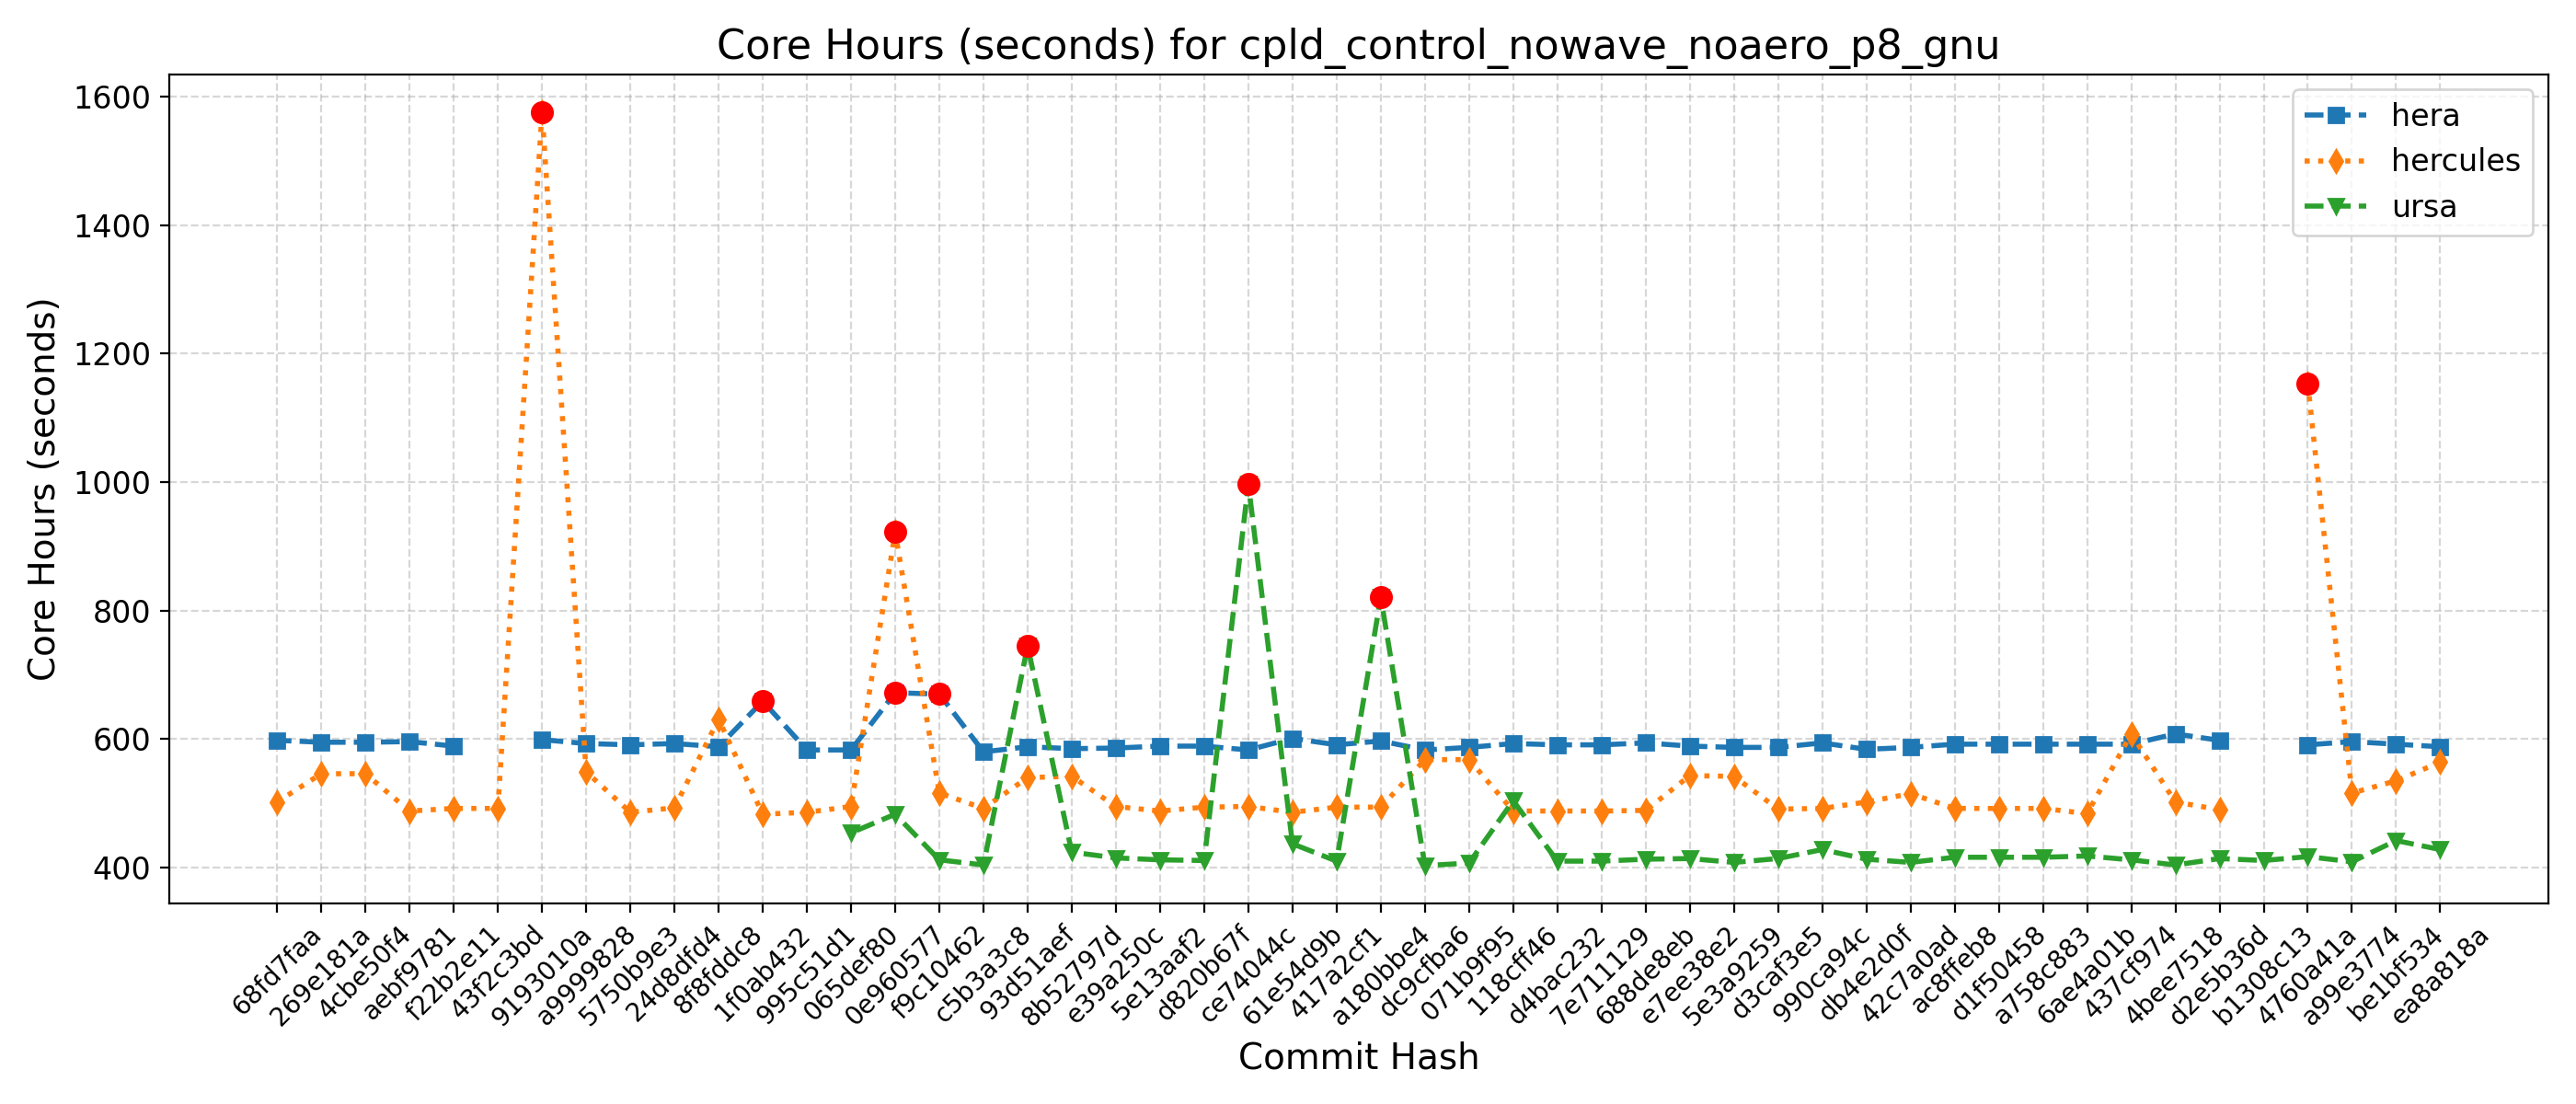 Core Hours (seconds) for cpld_control_nowave_noaero_p8_gnu
hera
hercules
ursa
Core Hours (seconds)
1600
1400
1200
1000
800
600
400
68fd7faa
269e181a
4cbe50f4
aebf9781
f22b2e11
43f2c3bd
9193010a
a9999828
5750b9e3
24d8dfd4
8f8fddc8
1f0ab432
995c51d1
065def80
0e960577
f9c10462
c5b3a3c8
93d51aef
8b52797d
e39a250c
5e13aaf2
d820b67f
ce74044c
61e54d9b
417a2cf1
a180bbe4
dc9cfba6
071b9f95
118cff46
d4bac232
7e711129
688de8eb
e7ee38e2
5e3a9259
d3caf3e5
990ca94c
db4e2d0f
42c7a0ad
ac8ffeb8
d1f50458
a758c883
6ae4a01b
437cf974
4bee7518
d2e5b36d
b1308c13
4760a41a
a99e3774
be1bf534
ea8a818a
Commit Hash